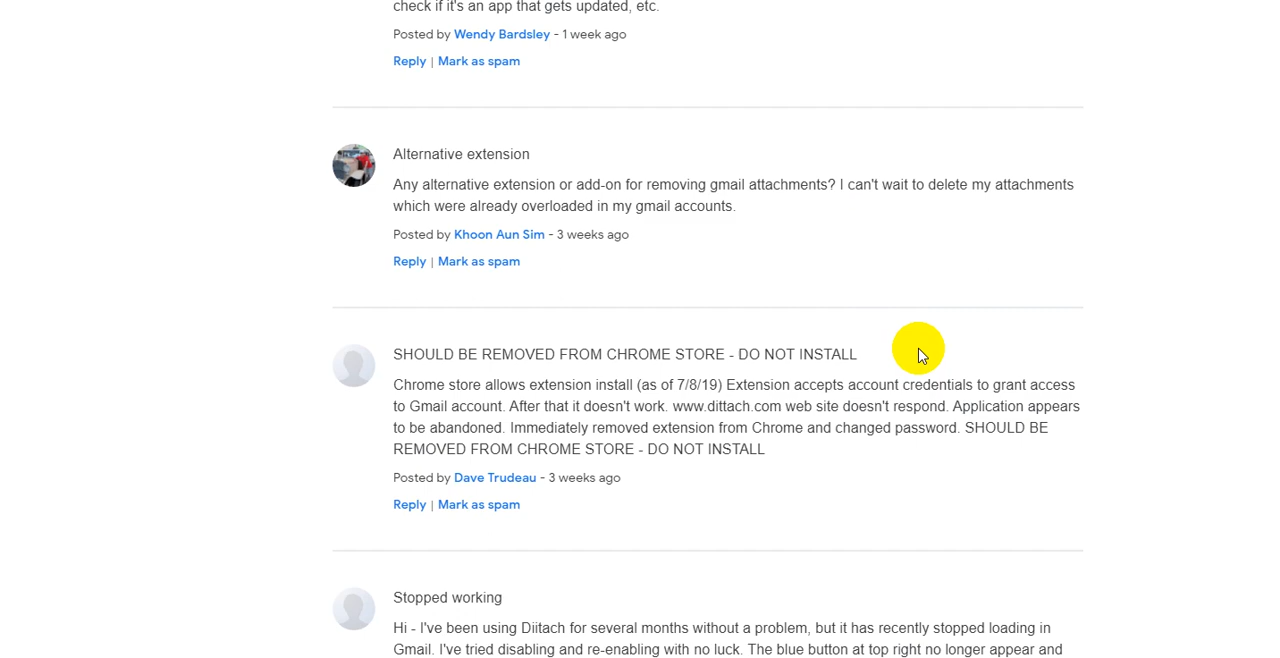 check if it's an app that gets updated, etc.
Posted by Wendy Bardsley - 1 week ago
Reply | Mark as spam
Alternative extension
Any alternative extension or add-on for removing gmail attachments? I can't wait to delete my attachments
which were already overloaded in my gmail accounts.
Posted by Khoon Aun Sim - 3 weeks ago
Reply | Mark as spam
SHOULD BE REMOVED FROM CHROME STORE - DO NOT INSTALL
Chrome store allows extension install (as of 7/8/19) Extension accepts account credentials to grant access
to Gmail account. After that it doesn't work. www.dittach.com web site doesn't respond. Application appears
to be abandoned. Immediately removed extension from Chrome and changed password. SHOULD BE
REMOVED FROM CHROME STORE - DO NOT INSTALL
Posted by Dave Trudeau - 3 weeks ago
Reply | Mark as spam
Stopped working
Hi - I've been using Diitach for several months without a problem, but it has recently stopped loading in
Gmail. I've tried disabling and re-enabling with no luck. The blue button at top right no longer appear and